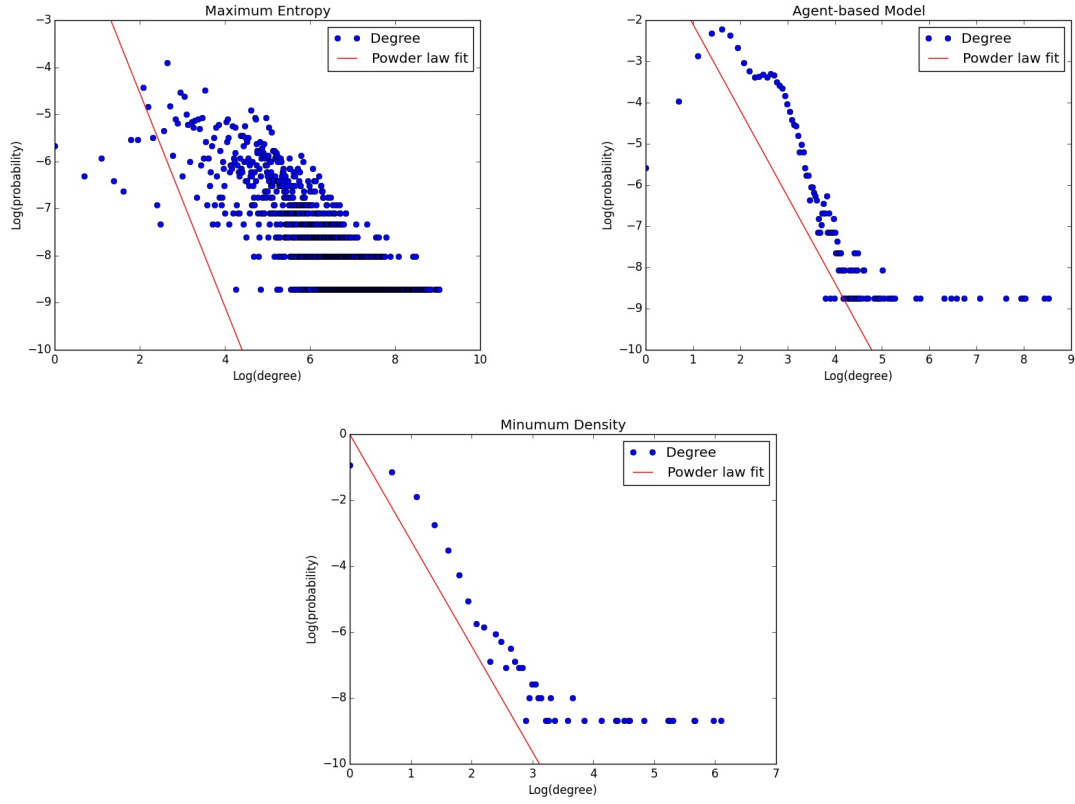 Maximum Entropy
−3
−4
−5
−6
−7
−8
−9
−10
Log(probability)
Degree
Powder law fit
0 2 4 6 8 10
Log(degree)
Agent-based Model
−2
−3
−4
−5
−6
−7
−8
−9
−10
Log(probability)
Degree
Powder law fit
0 1 2 3 4 5 6 7 8 9
Log(degree)
Minumum Density
0
−2
−4
−6
−8
−10
Log(probability)
Degree
Powder law fit
0 1 2 3 4 5 6 7
Log(degree)